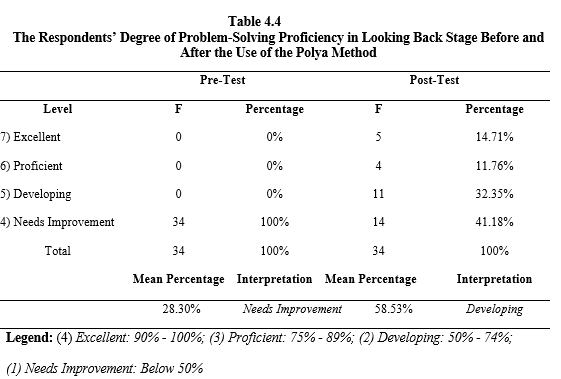 Table 4.4
The Respondents' Degree of Problem-Solving Proficiency in Looking Back Stage Before and
After the Use of the Polya Method
Pre-Test Post-Test
Level F Percentage F Percentage
7) Excellent 0 0% 5 14.71%
6) Proficient 0 0% 4 11.76%
5) Developing 0 0% 11 32.35%
4) Needs Improvement 34 100% 14 41.18%
Total 34 100% 34 100%
Mean Percentage Interpretation Mean Percentage Interpretation
28.30% Needs Improvement 58.53% Developing
Legend: (4) Excellent: 90% - 100%; (3) Proficient: 75% - 89%; (2) Developing: 50% - 74%;
(1) Needs Improvement: Below 50%